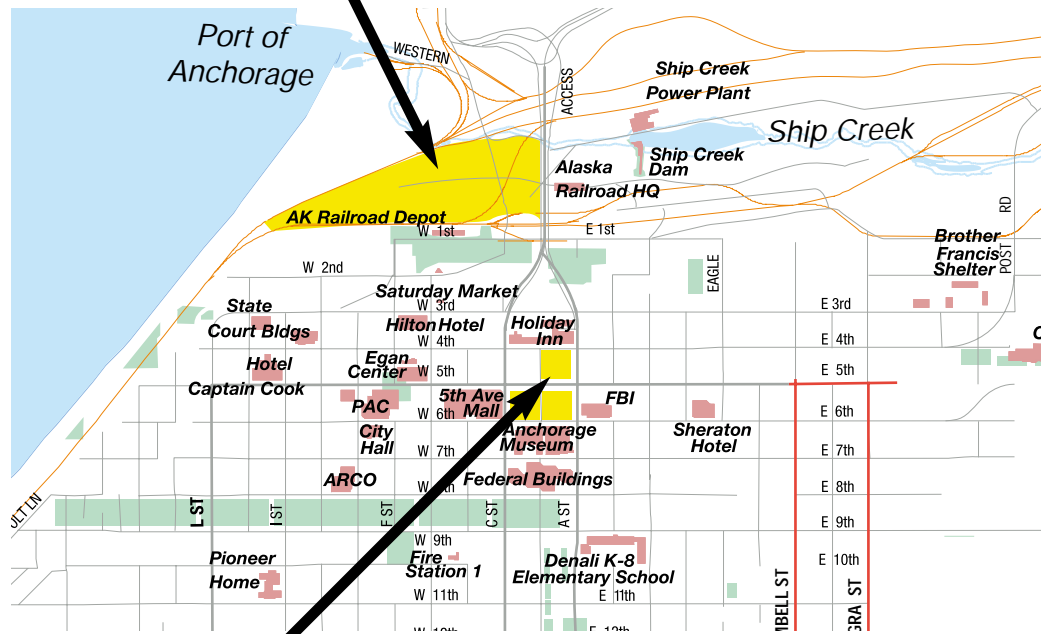 Port of
Anchorage
WESTERN
ACCESS
Ship Creek
Power Plant
Ship Creek
Ship Creek
Dam
Alaska
Railroad HQ
AK Railroad Depot
W 1st
E 1st
RD
POST
Brother
Francis
Shelter
W 2nd
EAGLE
Saturday Market
W 3rd
E 3rd
State
Court Bldgs
Hilton Hotel
W 4th
Holiday
Inn
E 4th
Hotel
Captain Cook
Egan
Center
W 5th
E 5th
PAC
5th Ave
Mall
W 6th
FBI
E 6th
City
Hall
Anchorage
Museum
Sheraton
Hotel
W 7th
E 7th
ARCO
Federal Buildings
E 8th
L ST
I ST
F ST
C ST
A ST
E 9th
W 9th
Pioneer
Home
Fire
Station 1
Denali K-8
Elementary School
E 10th
W 11th
E 11th
E 12th